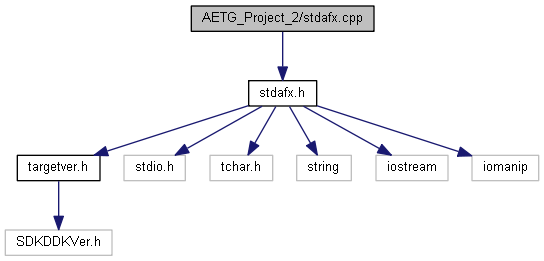 AETG_Project_2/stdafx.cpp
stdafx.h
targetver.h
stdio.h
tchar.h
string
iostream
iomanip
SDKDDKVer.h